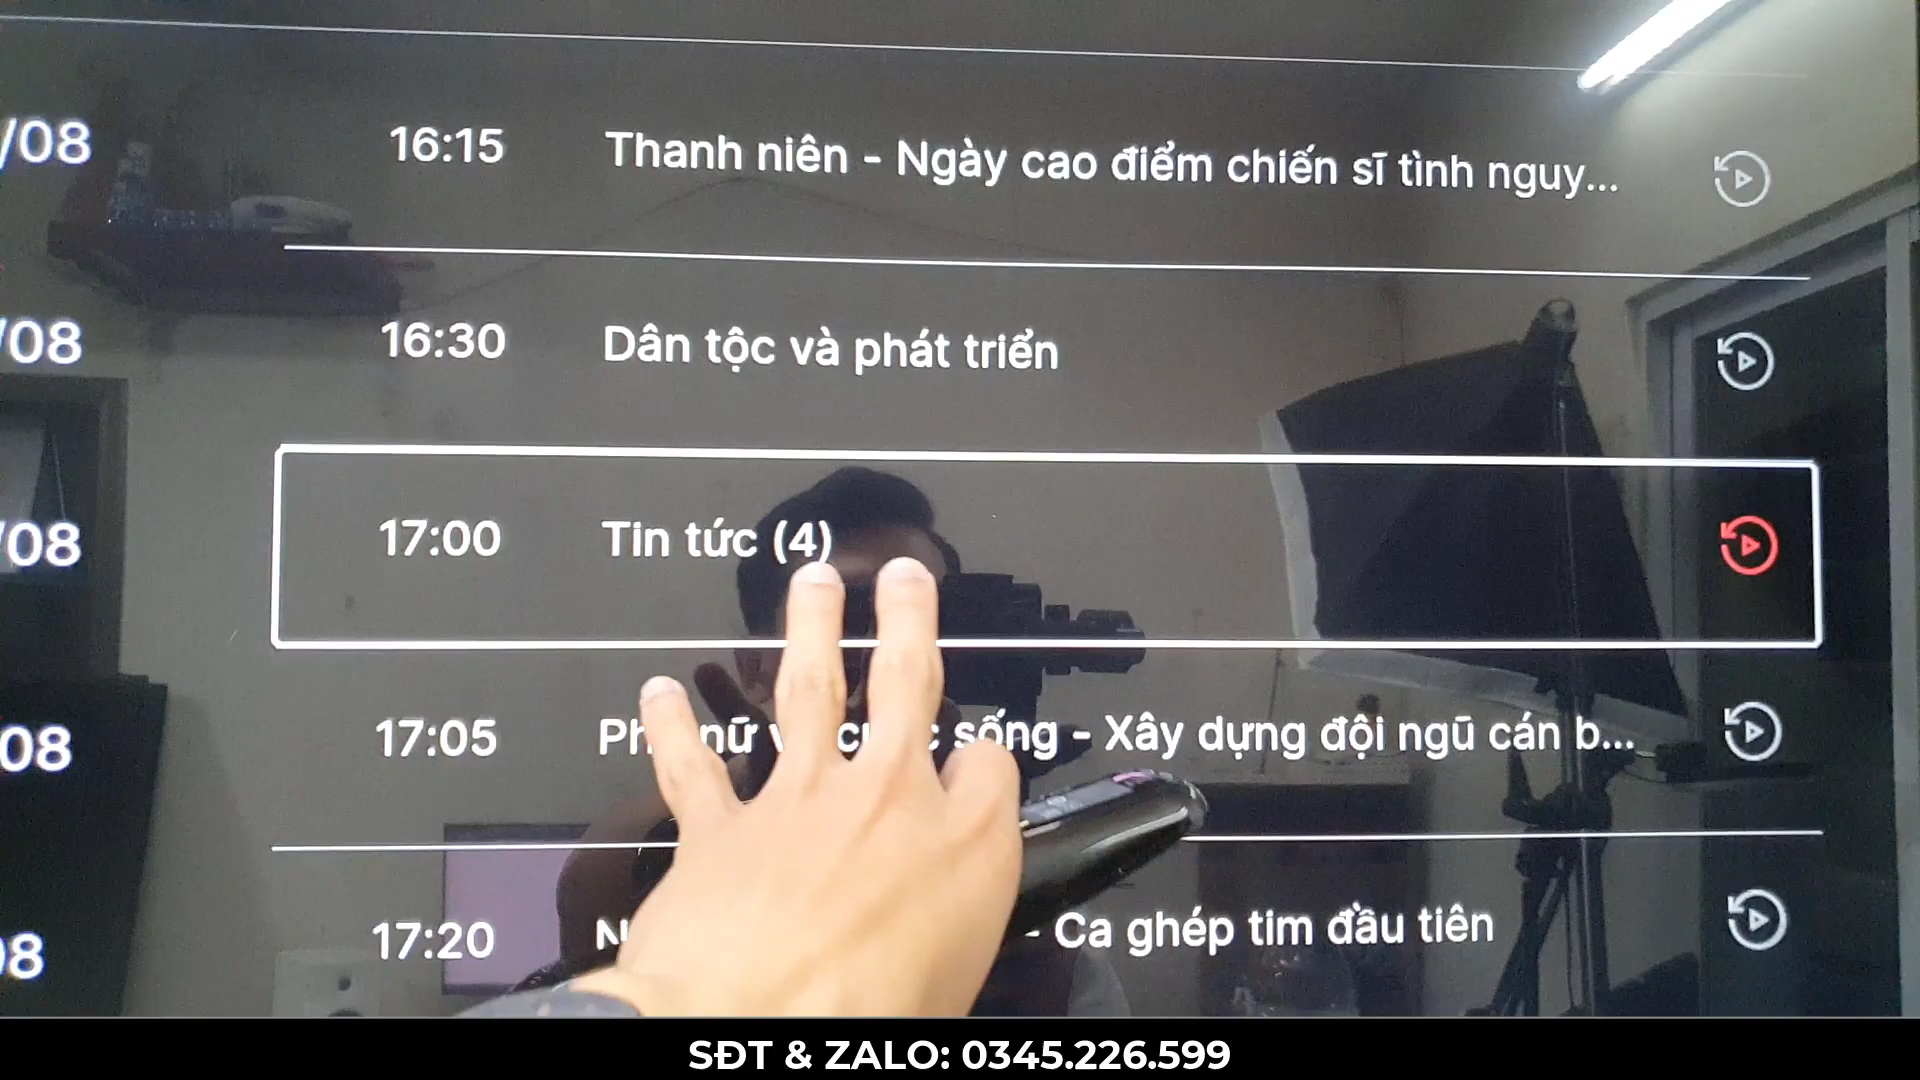 /08 16:15 Thanh niên - Ngày cao điểm chiến sĩ tình nguy...
/08 16:30 Dân tộc và phát triển
/08 17:00 Tin tức (4)
08 17:05 nữ sống - Xây dựng đội ngũ cán b...
08 17:20 - Ca ghép tim đầu tiên
SĐT & ZALO: 0345.226.599